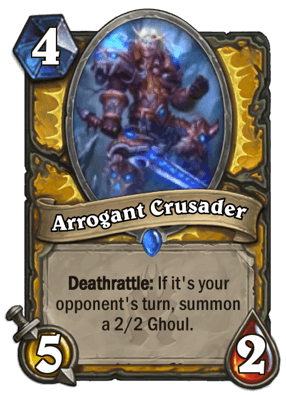 4
Arrogant Crusader
Deathrattle: If it's your
opponent's turn, summon
a 2/2 Ghoul.
5
2